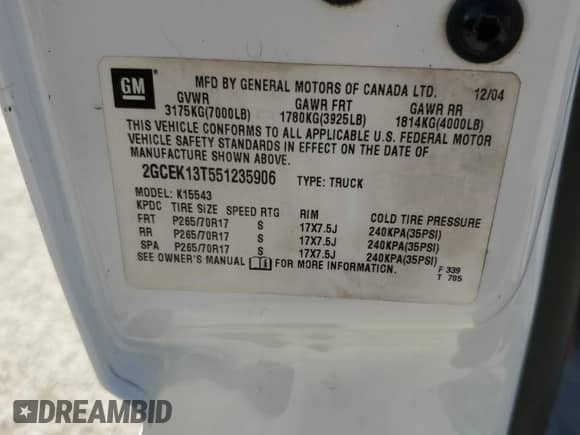 GM
MFD BY GENERAL MOTORS OF CANADA LTD. 12/04
GVWR GAWR FRT GAWR RR
3175KG(7000LB) 1780KG(3925LB) 1814KG(4000LB)
THIS VEHICLE CONFORMS TO ALL APPLICABLE U.S. FEDERAL MOTOR
VEHICLE SAFETY STANDARDS IN EFFECT ON THE DATE OF
MANUFACTURE SHOWN ABOVE.
2GCEK13T551235906 TYPE: TRUCK
MODEL: K15543
KPDC TIRE SIZE SPEED RTG RIM COLD TIRE PRESSURE
FRT P265/70R17 S 17X7.5J 240KPA(35PSI)
RR P265/70R17 S 17X7.5J 240KPA(35PSI)
SPA P265/70R17 S 17X7.5J 240KPA(35PSI)
SEE OWNER'S MANUAL FOR MORE INFORMATION.
F 339
T 705
DREAMBID